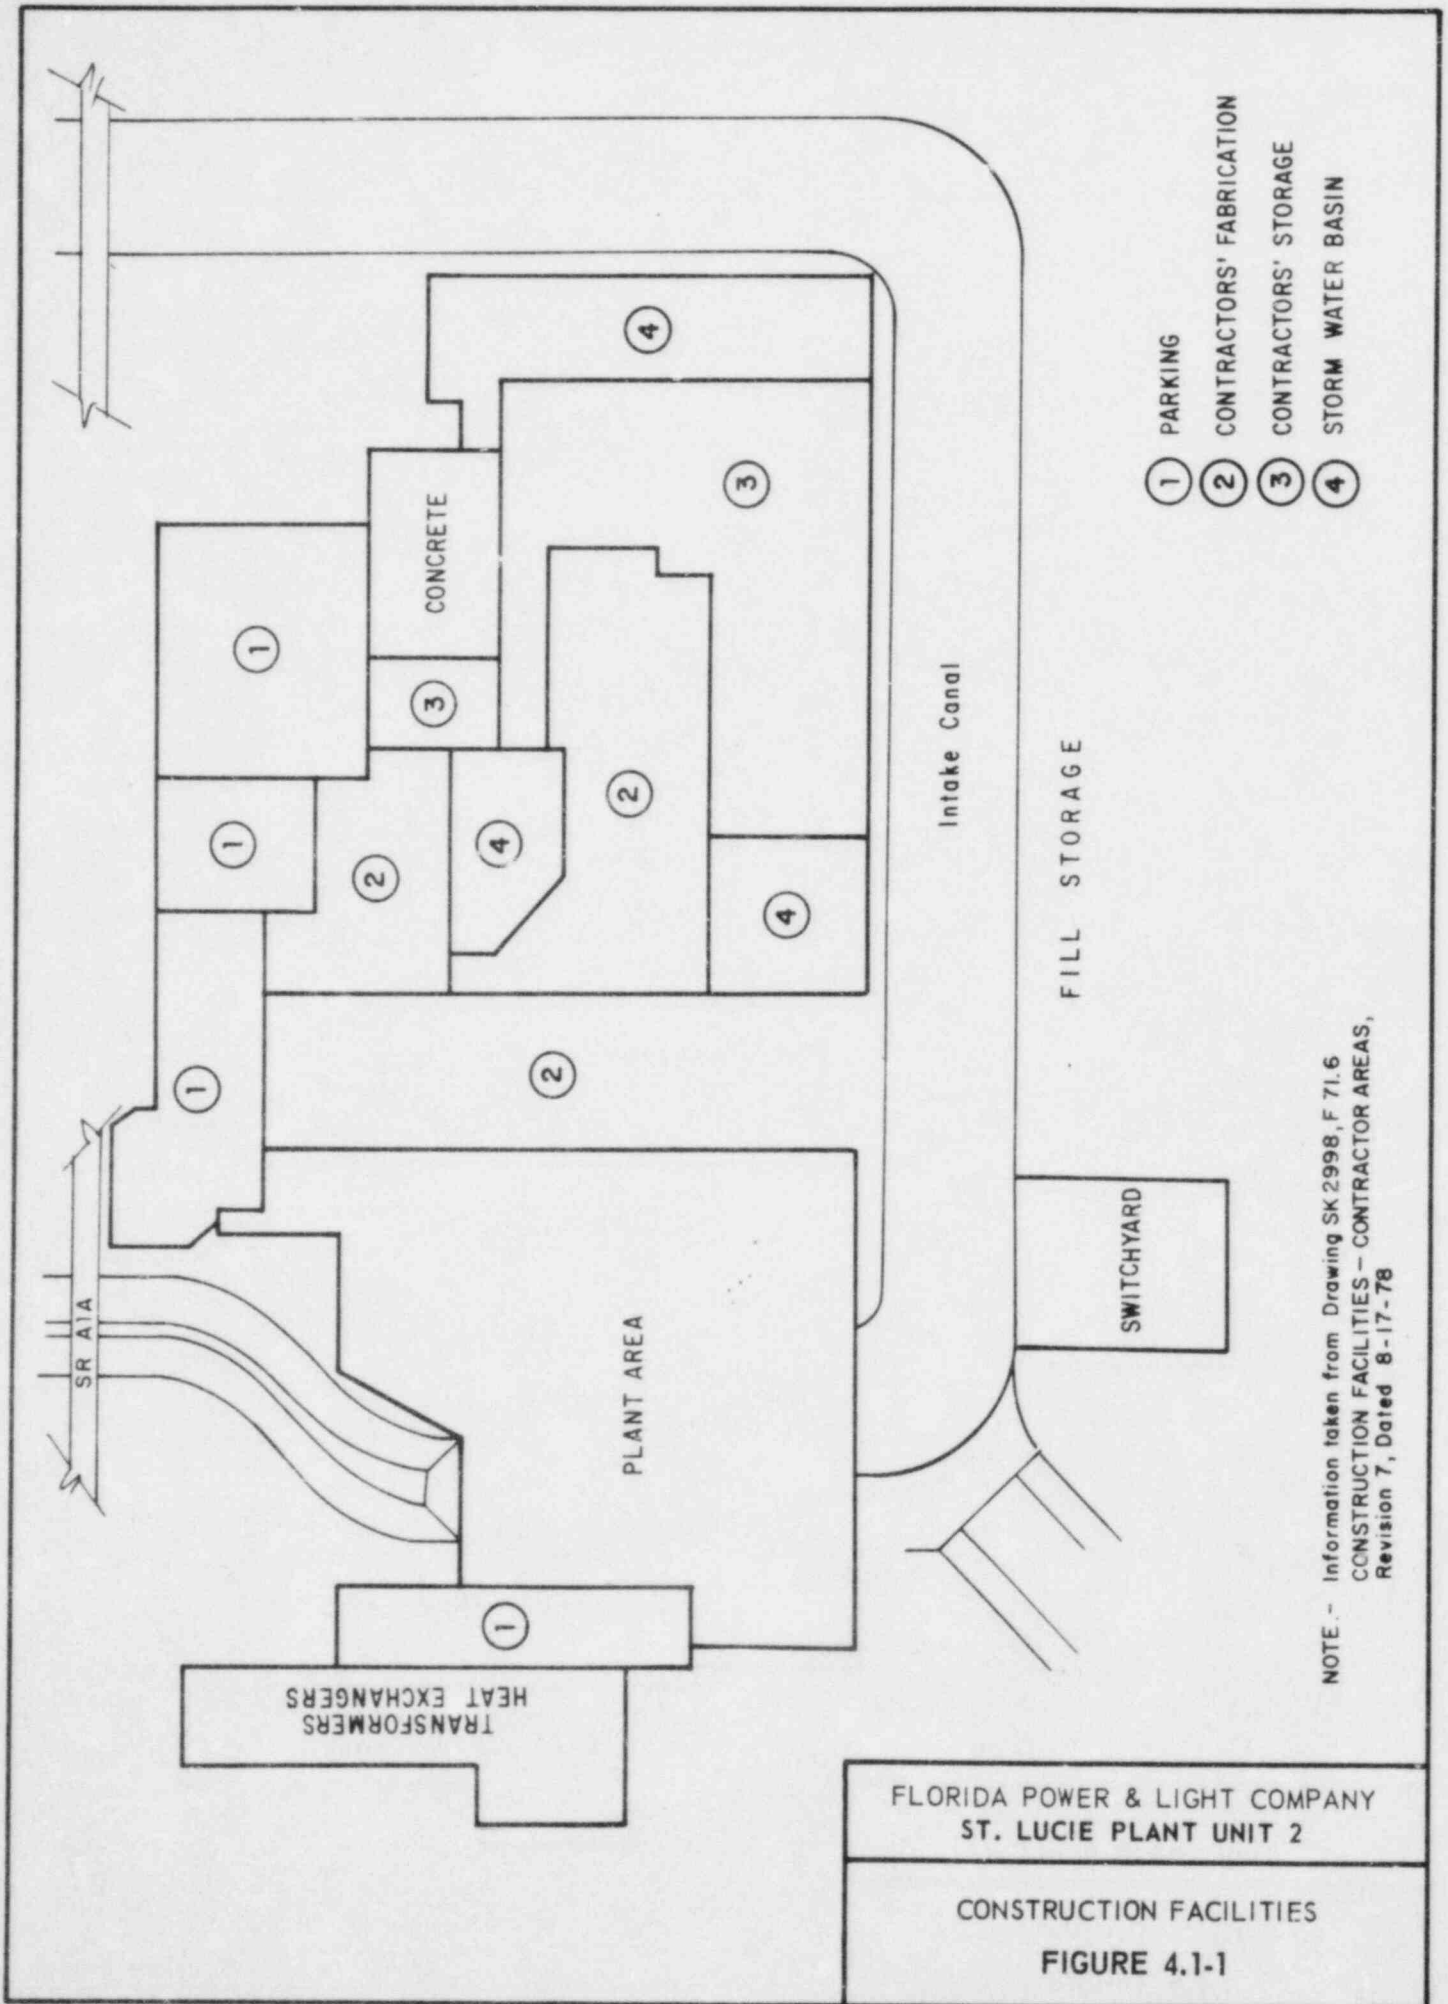 SR A1A
1
1
1
1
2
2
2
3
3
4
4
4
CONCRETE
PLANT AREA
TRANSFORMERS
HEAT EXCHANGERS
Intake Canal
FILL STORAGE
SWITCHYARD
1 PARKING
2 CONTRACTORS' FABRICATION
3 CONTRACTORS' STORAGE
4 STORM WATER BASIN
NOTE.- Information taken from Drawing SK 2998, F 71.6
CONSTRUCTION FACILITIES - CONTRACTOR AREAS,
Revision 7, Dated 8-17-78
FLORIDA POWER & LIGHT COMPANY
ST. LUCIE PLANT UNIT 2
CONSTRUCTION FACILITIES
FIGURE 4.1-1